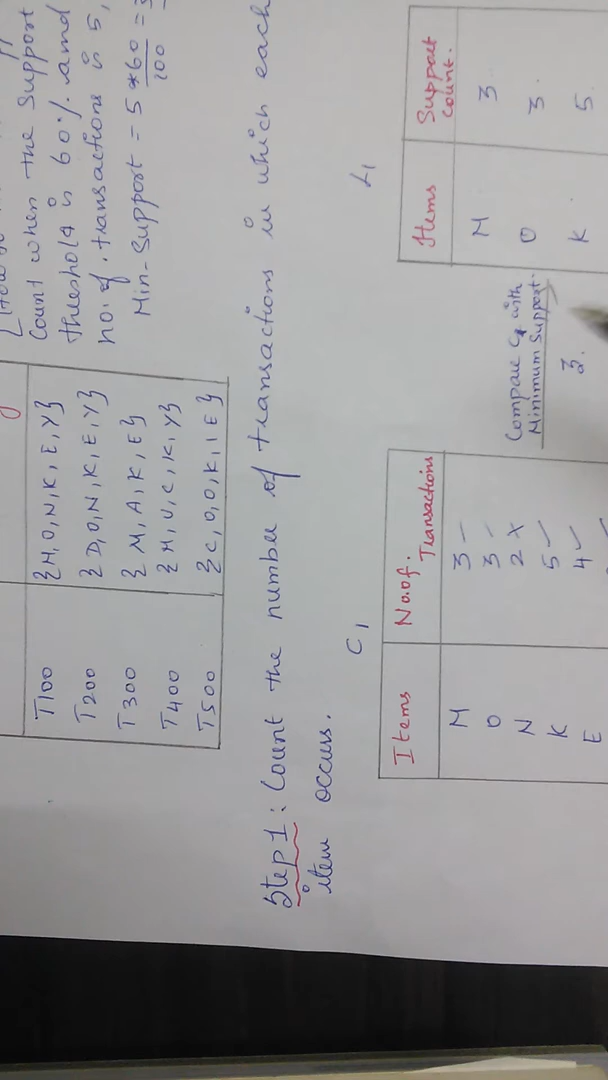 Count when the Support
threshold is 60% and
no. of. transactions is 5,
Min-Support = 5 * 60 =
100
T100 {M, O, N, K, E, Y}
T200 {D, O, N, K, E, Y}
T300 {M, A, K, E}
T400 {M, U, C, K, Y}
T500 {C, O, O, K, I E}
Step 1: Count the number of transactions in which each
item occurs.
C1
Items No. of. Transactions
M 3 ✓
O 3 ✓
N 2 ×
K 5 ✓
E 4 ✓
Compare C1 with
Minimum Support.
3.
L1
Items Support Count.
M 3
O 3.
K 5.